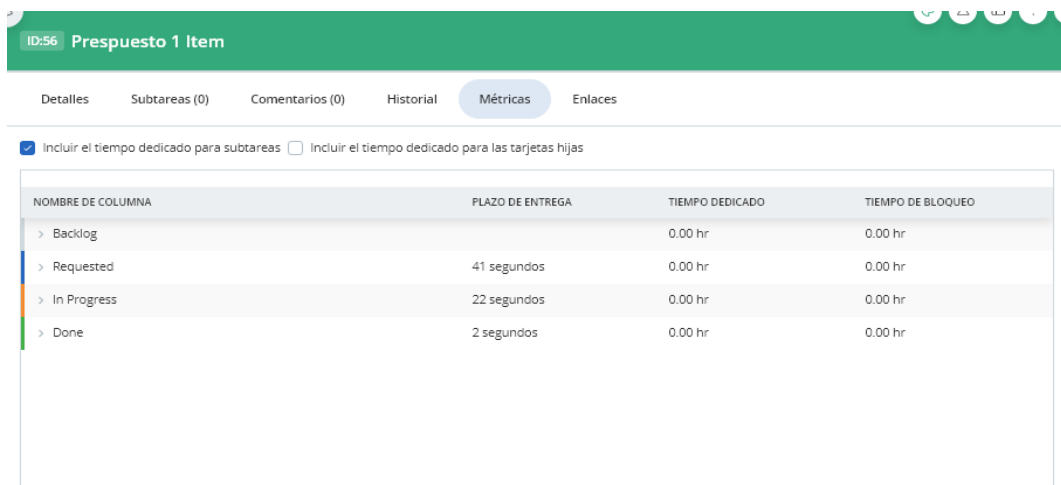 ID:56 Prespuesto 1 Item
Detalles Subtareas (0) Comentarios (0) Historial Métricas Enlaces
Incluir el tiempo dedicado para subtareas Incluir el tiempo dedicado para las tarjetas hijas
NOMBRE DE COLUMNA PLAZO DE ENTREGA TIEMPO DEDICADO TIEMPO DE BLOQUEO
Backlog 0.00 hr 0.00 hr
Requested 41 segundos 0.00 hr 0.00 hr
In Progress 22 segundos 0.00 hr 0.00 hr
Done 2 segundos 0.00 hr 0.00 hr